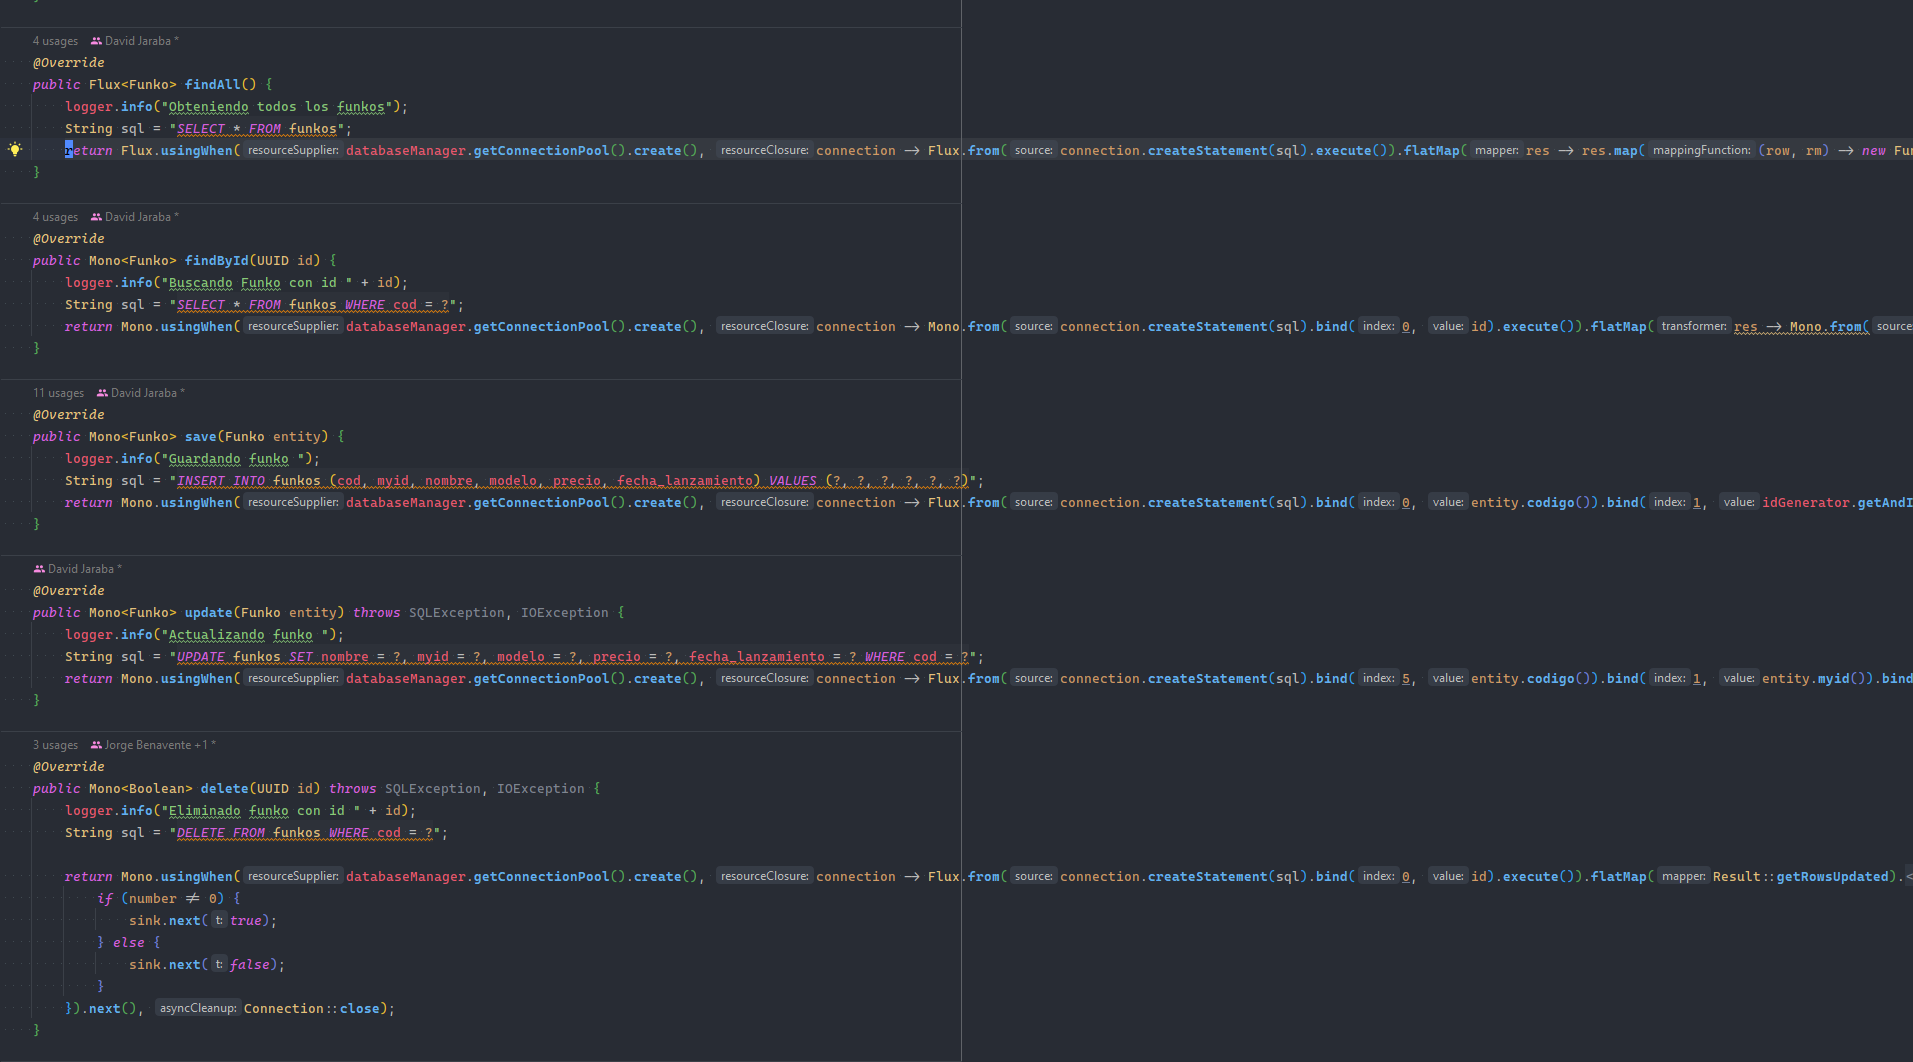 4 usages David Jaraba *
@Override
public Flux<Funko> findAll() {
logger.info("Obteniendo todos los funkos");
String sql = "SELECT * FROM funkos";
return Flux.usingWhen( resourceSupplier: databaseManager.getConnectionPool().create(), resourceClosure: connection -> Flux.from( source: connection.createStatement(sql).execute()).flatMap( mapper: res -> res.map( mappingFunction: (row, rm) -> new Fun
}
4 usages David Jaraba *
@Override
public Mono<Funko> findById(UUID id) {
logger.info("Buscando Funko con id " + id);
String sql = "SELECT * FROM funkos WHERE cod = ?";
return Mono.usingWhen( resourceSupplier: databaseManager.getConnectionPool().create(), resourceClosure: connection -> Mono.from( source: connection.createStatement(sql).bind( index: 0, value: id).execute()).flatMap( transformer: res -> Mono.from( source:
}
11 usages David Jaraba *
@Override
public Mono<Funko> save(Funko entity) {
logger.info("Guardando funko ");
String sql = "INSERT INTO funkos (cod, myid, nombre, modelo, precio, fecha_lanzamiento) VALUES (?, ?, ?, ?, ?, ?)";
return Mono.usingWhen( resourceSupplier: databaseManager.getConnectionPool().create(), resourceClosure: connection -> Flux.from( source: connection.createStatement(sql).bind( index: 0, value: entity.codigo()).bind( index: 1, value: idGenerator.getAndI
}
David Jaraba *
@Override
public Mono<Funko> update(Funko entity) throws SQLException, IOException {
logger.info("Actualizando funko ");
String sql = "UPDATE funkos SET nombre = ?, myid = ?, modelo = ?, precio = ?, fecha_lanzamiento = ? WHERE cod = ?";
return Mono.usingWhen( resourceSupplier: databaseManager.getConnectionPool().create(), resourceClosure: connection -> Flux.from( source: connection.createStatement(sql).bind( index: 5, value: entity.codigo()).bind( index: 1, value: entity.myid()).bind
}
3 usages Jorge Benavente +1 *
@Override
public Mono<Boolean> delete(UUID id) throws SQLException, IOException {
logger.info("Eliminado funko con id " + id);
String sql = "DELETE FROM funkos WHERE cod = ?";
return Mono.usingWhen( resourceSupplier: databaseManager.getConnectionPool().create(), resourceClosure: connection -> Flux.from( source: connection.createStatement(sql).bind( index: 0, value: id).execute()).flatMap( mapper: Result::getRowsUpdated).<
if (number ≠ 0) {
sink.next( t: true);
} else {
sink.next( t: false);
}
}).next(), asyncCleanup: Connection::close);
}